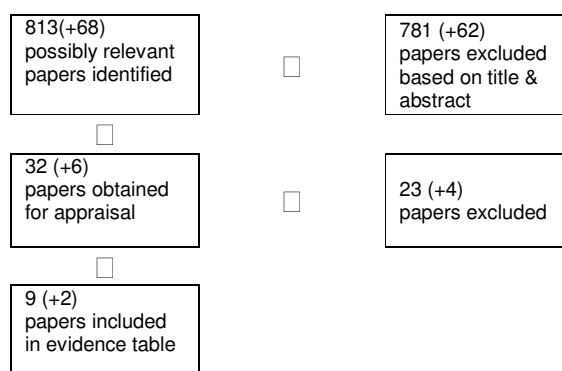 813(+68)
possibly relevant
papers identified
781 (+62)
papers excluded
based on title &
abstract
32 (+6)
papers obtained
for appraisal
23 (+4)
papers excluded
9 (+2)
papers included
in evidence table